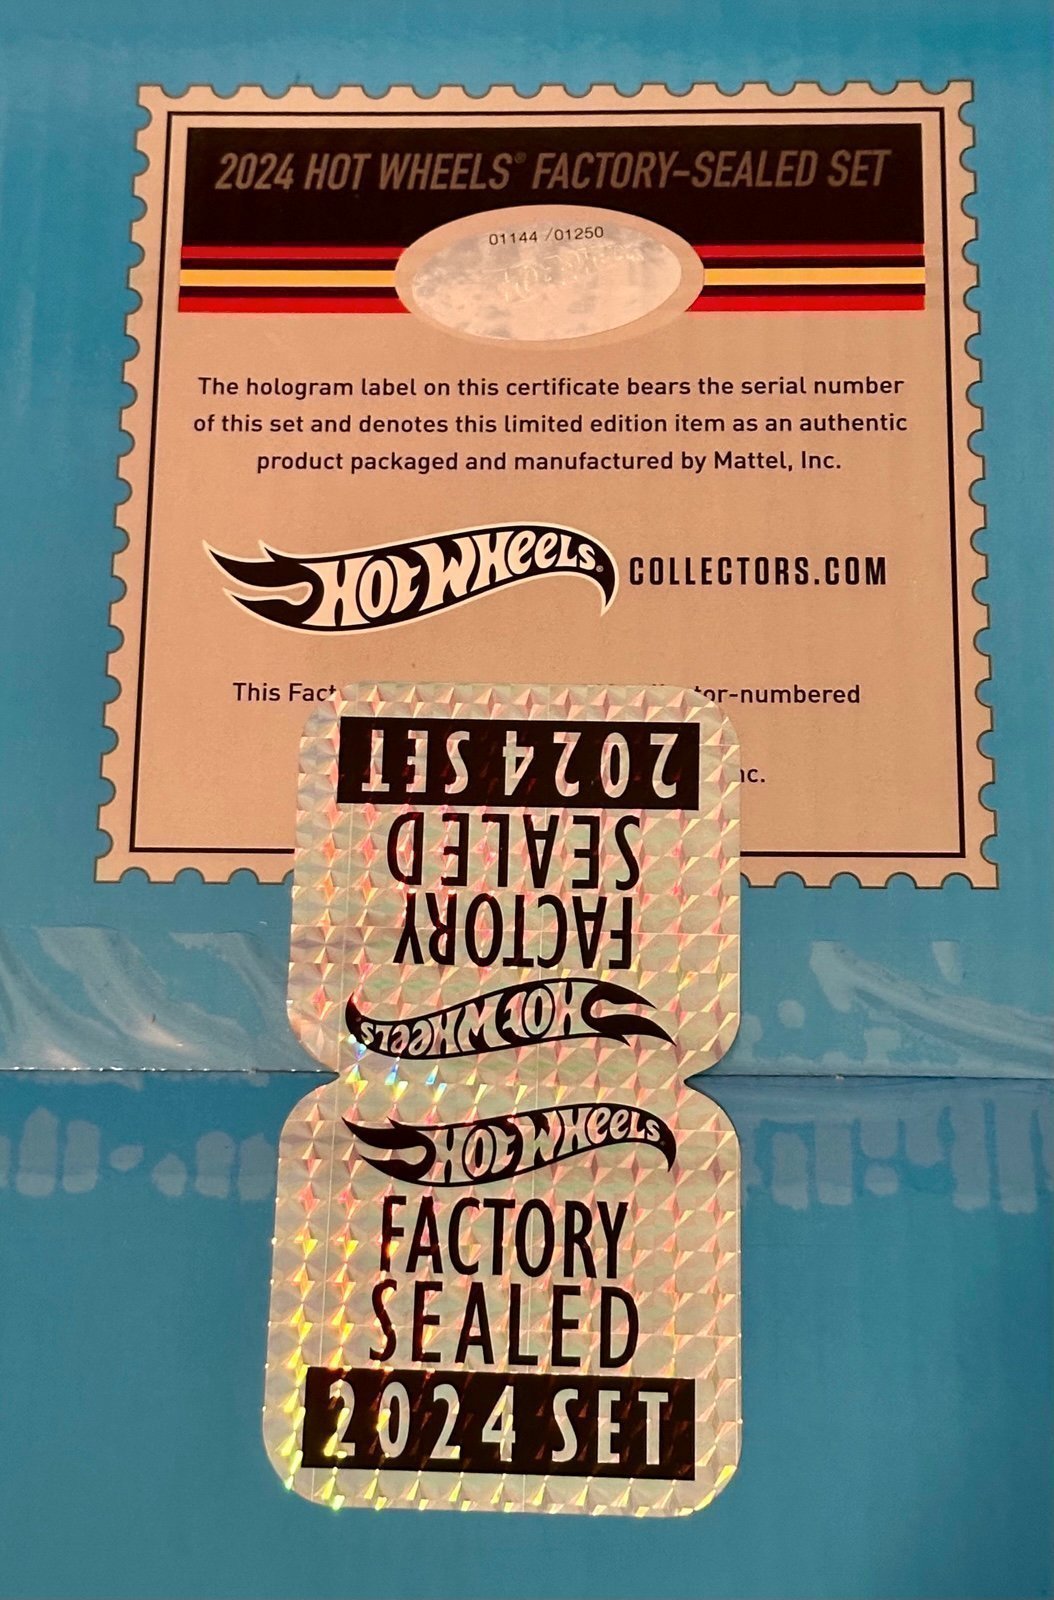 2024 HOT WHEELS® FACTORY-SEALED SET
01144 /01250
The hologram label on this certificate bears the serial number
of this set and denotes this limited edition item as an authentic
product packaged and manufactured by Mattel, Inc.
HOT WHEELS® COLLECTORS.COM
This Fact tor-numbered
nc.
2024 SET
SEALED
FACTORY
HOT WHEELS
HOT WHEELS
FACTORY
SEALED
2024 SET